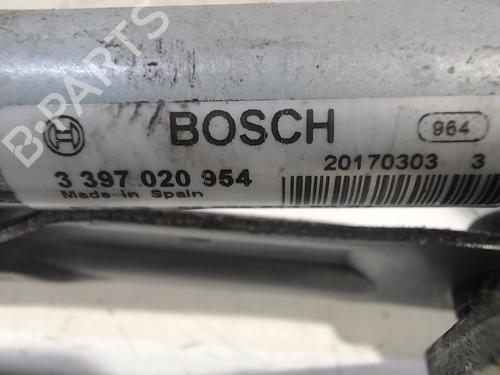 B-PARTS
BOSCH
964
3 397 020 954
20170303 3
Made in Spain